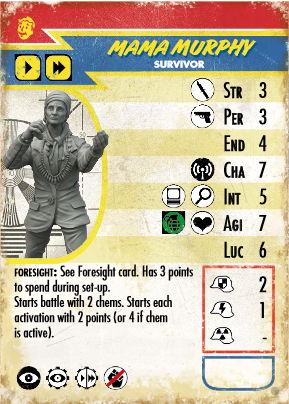 MAMA MURPHY
SURVIVOR
STR 3
PER 3
END 4
CHA 7
INT 5
AGI 7
LUC 6
FORESIGHT: See Foresight card. Has 3 points
to spend during set-up.
Starts battle with 2 chems. Starts each
activation with 2 points (or 4 if chem
is active).
2
1
-